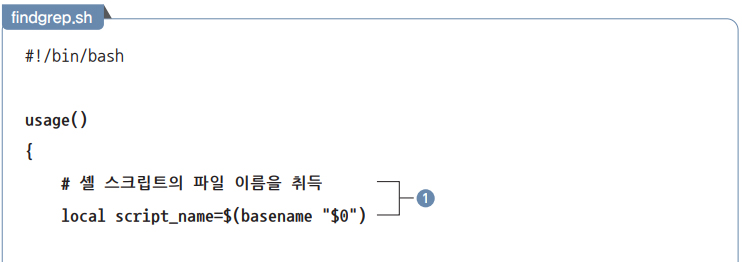 findgrep.sh
#!/bin/bash
usage()
{
# 셸 스크립트의 파일 이름을 취득
local script_name=$(basename "$0")
1